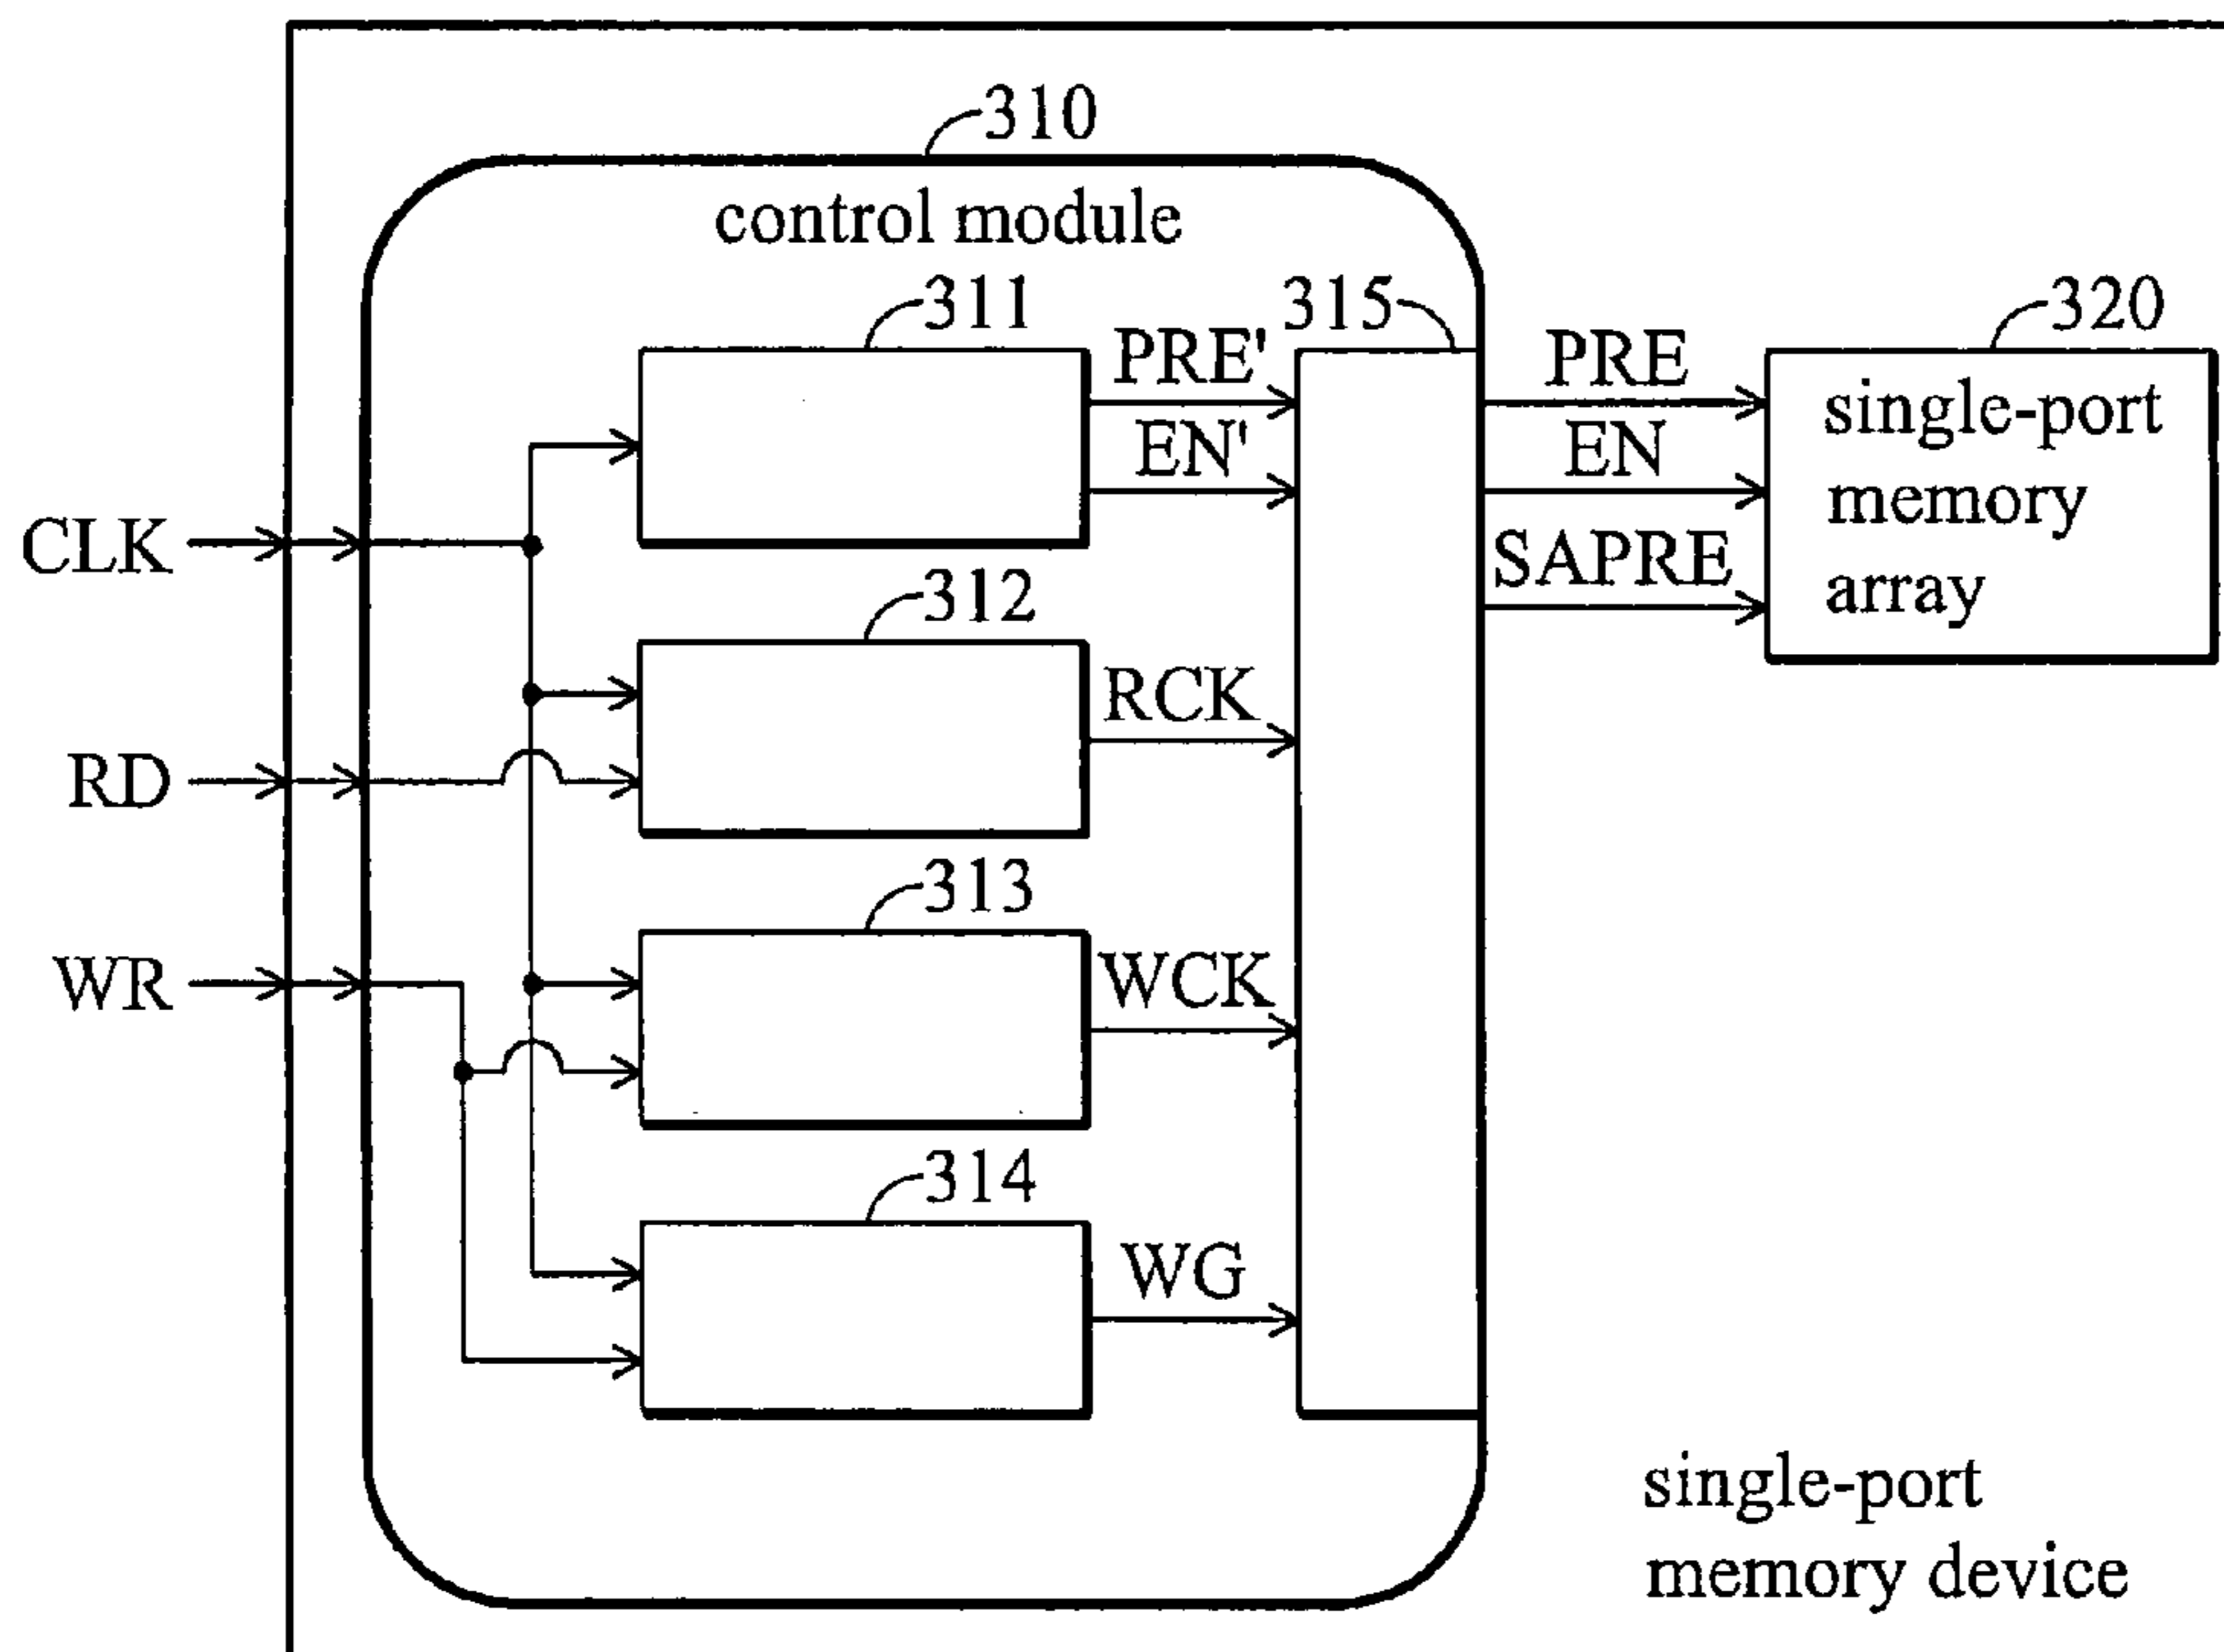 310
control module
311
315
320
PRE'
PRE
single-port
EN'
EN
memory
CLK
SAPRE
array
312
RCK
RD
313
WCK
WR
314
WG
single-port
memory device